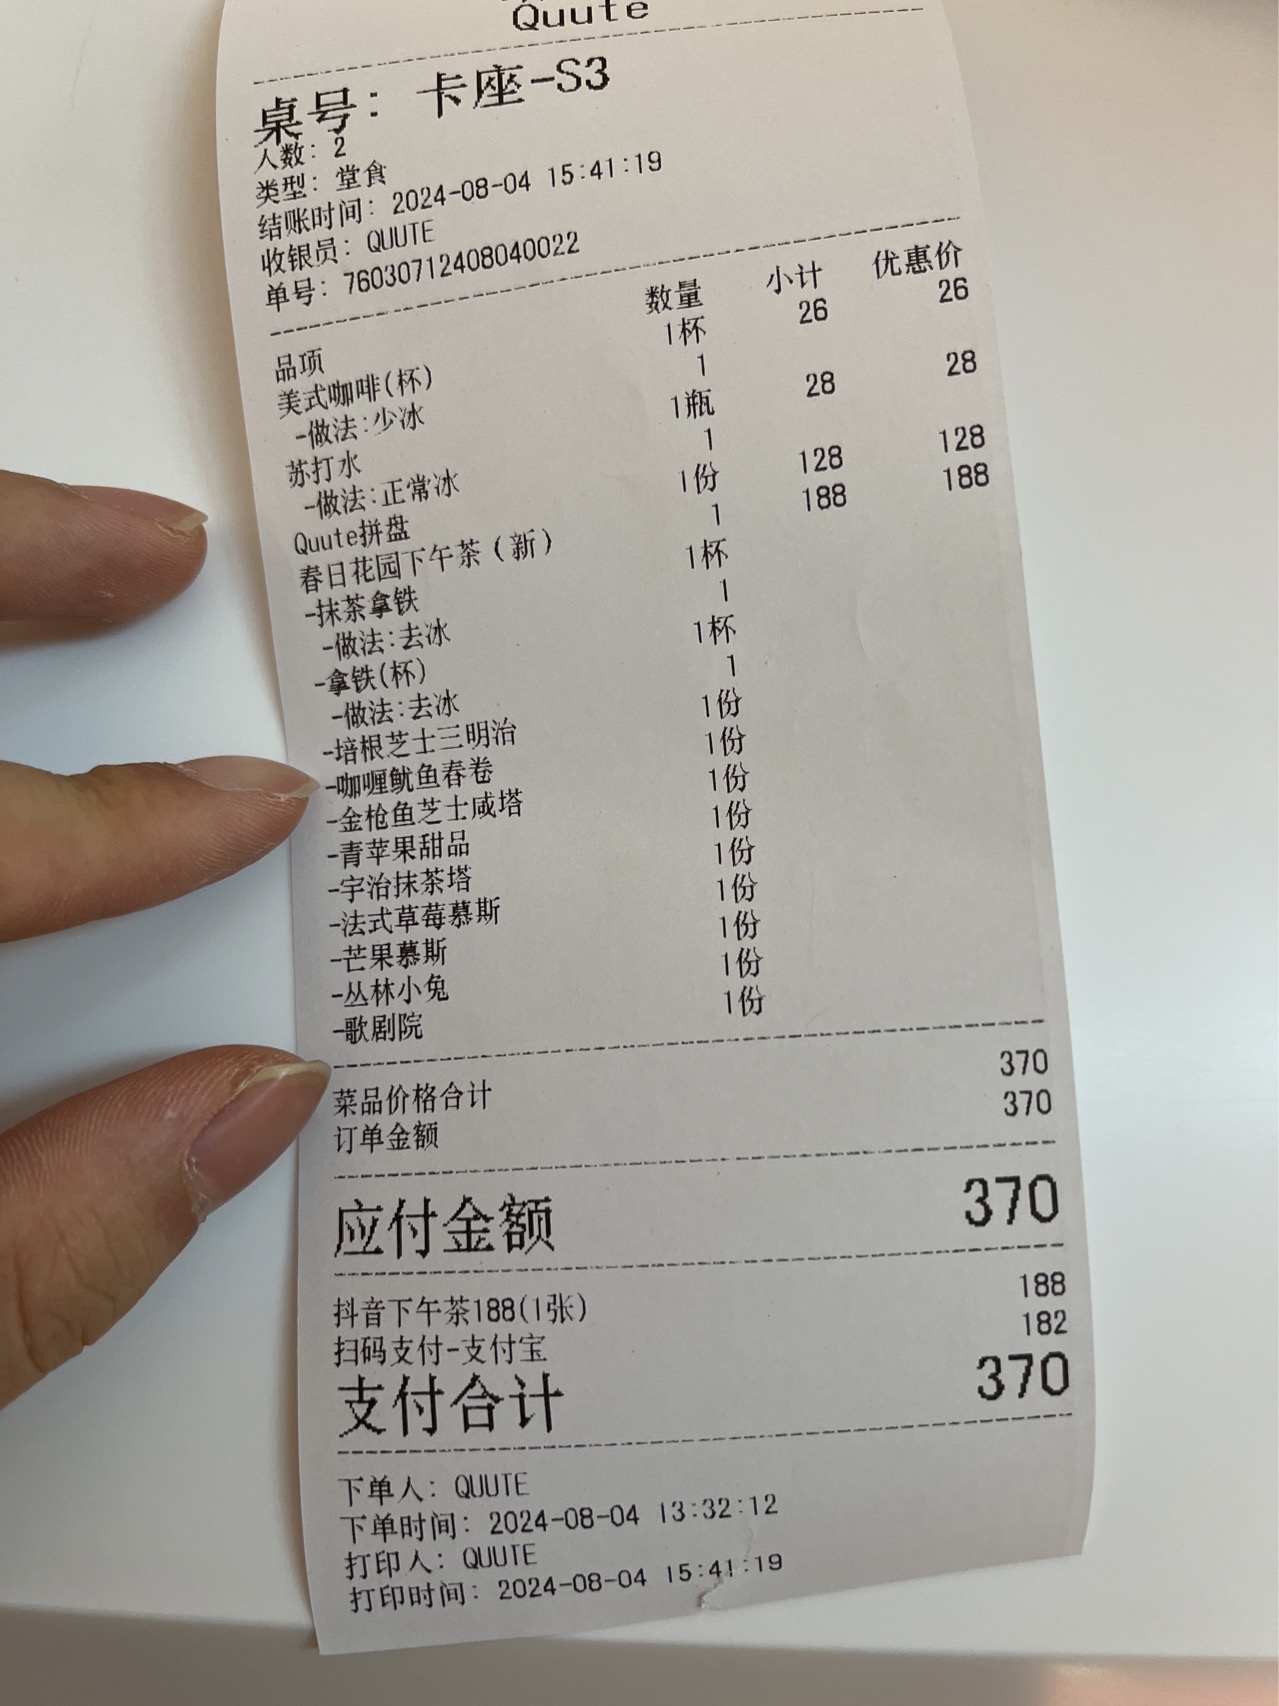 Quute
桌号: 卡座-S3
人数: 2
类型: 堂食
结账时间: 2024-08-04 15:41:19
收银员: QUUTE
单号: 76030712408040022
品项 数量 小计 优惠价
美式咖啡(杯) 1杯 26 26
-做法:少冰 1
苏打水 1瓶 28 28
-做法:正常冰 1
Quute拼盘 1份 128 128
春日花园下午茶(新) 1 188 188
-抹茶拿铁 1杯
-做法:去冰 1
-拿铁(杯) 1杯
-做法:去冰 1
-培根芝士三明治 1份
-咖喱鱿鱼春卷 1份
-金枪鱼芝士咸塔 1份
-青苹果甜品 1份
-宇治抹茶塔 1份
-法式草莓慕斯 1份
-芒果慕斯 1份
-丛林小兔 1份
-歌剧院 1份
菜品价格合计 370
订单金额 370
应付金额 370
抖音下午茶188(1张) 188
扫码支付-支付宝 182
支付合计 370
下单人: QUUTE
下单时间: 2024-08-04 13:32:12
打印人: QUUTE
打印时间: 2024-08-04 15:41:19